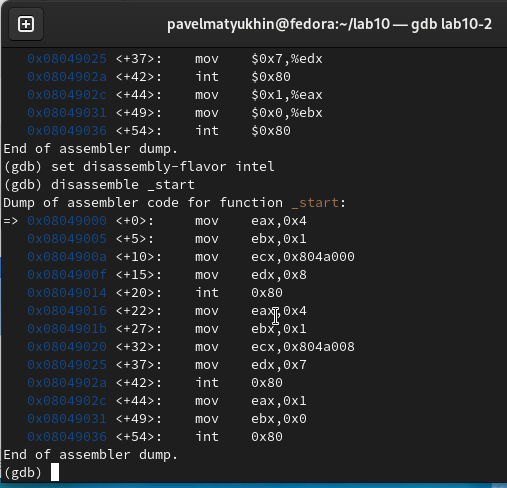 pavelmatyukhin@fedora:~/lab10 — gdb lab10-2
0x08049025 <+37>: mov $0x7,%edx
0x0804902a <+42>: int $0x80
0x0804902c <+44>: mov $0x1,%eax
0x08049031 <+49>: mov $0x0,%ebx
0x08049036 <+54>: int $0x80
End of assembler dump.
(gdb) set disassembly-flavor intel
(gdb) disassemble _start
Dump of assembler code for function _start:
=> 0x08049000 <+0>: mov eax,0x4
0x08049005 <+5>: mov ebx,0x1
0x0804900a <+10>: mov ecx,0x804a000
0x0804900f <+15>: mov edx,0x8
0x08049014 <+20>: int 0x80
0x08049016 <+22>: mov eax,0x4
0x0804901b <+27>: mov ebx,0x1
0x08049020 <+32>: mov ecx,0x804a008
0x08049025 <+37>: mov edx,0x7
0x0804902a <+42>: int 0x80
0x0804902c <+44>: mov eax,0x1
0x08049031 <+49>: mov ebx,0x0
0x08049036 <+54>: int 0x80
End of assembler dump.
(gdb)